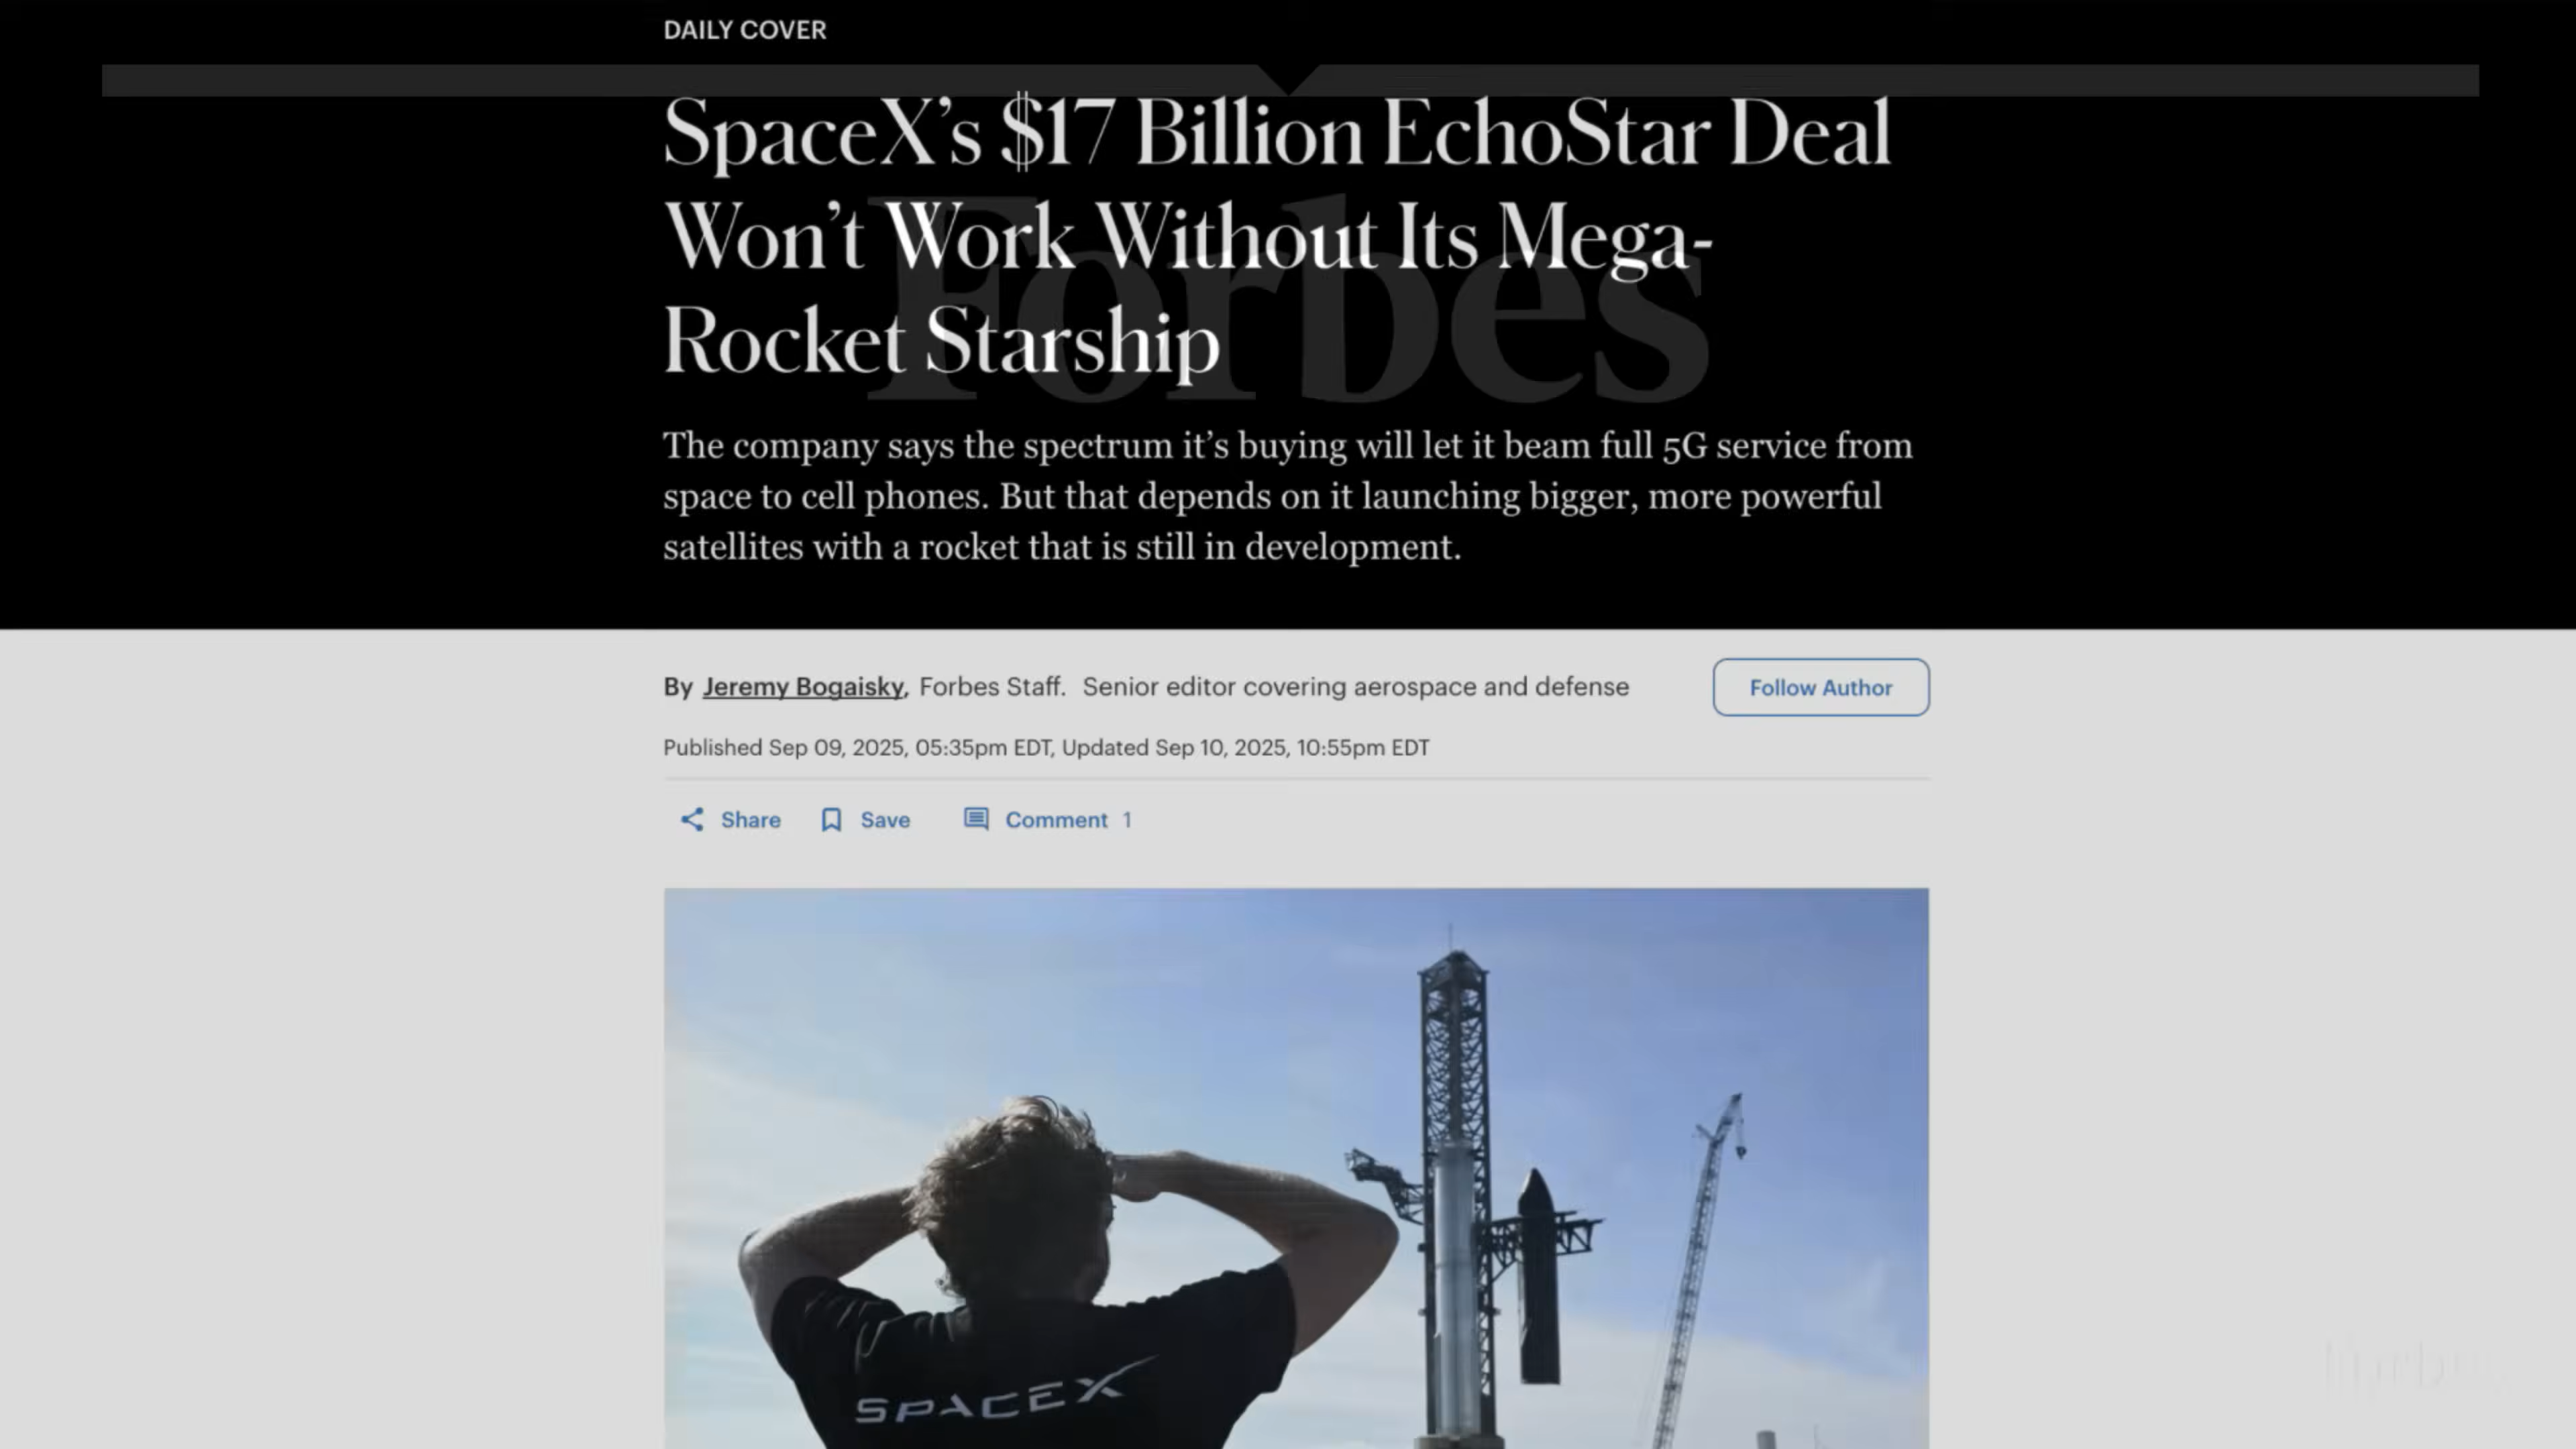 DAILY COVER
SpaceX’s $17 Billion EchoStar Deal
Won’t Work Without Its Mega-
Rocket Starship
Forbes
The company says the spectrum it’s buying will let it beam full 5G service from
space to cell phones. But that depends on it launching bigger, more powerful
satellites with a rocket that is still in development.
By Jeremy Bogaisky, Forbes Staff. Senior editor covering aerospace and defense
Follow Author
Published Sep 09, 2025, 05:35pm EDT, Updated Sep 10, 2025, 10:55pm EDT
Share Save Comment 1
SPACEX